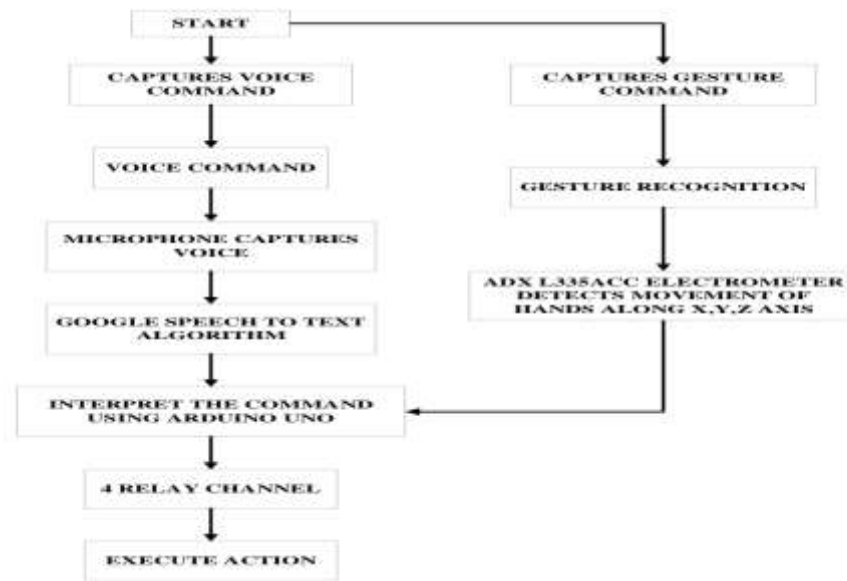 START
CAPTURES VOICE
COMMAND
VOICE COMMAND
MICROPHONE CAPTURES
VOICE
GOOGLE SPEECH TO TEXT
ALGORITHM
INTERPRET THE COMMAND
USING ARDUINO UNO
4 RELAY CHANNEL
EXECUTE ACTION
CAPTURES GESTURE
COMMAND
GESTURE RECOGNITION
ADX L335ACC ELECTROMETER
DETECTS MOVEMENT OF
HANDS ALONG X,Y,Z AXIS